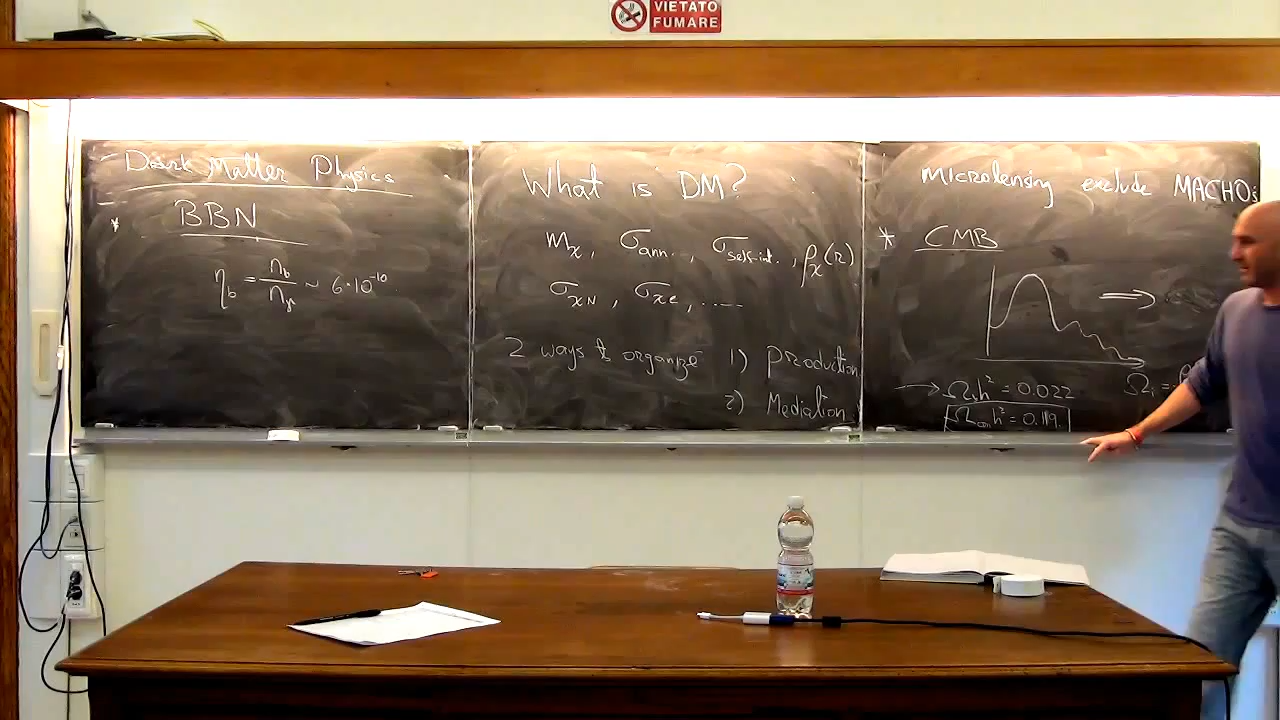 VIETATO
FUMARE
Dark Matter Physics
* BBN
η_b = n_b/n_γ ~ 6·10^-10
What is DM?
m_χ, σ_ann., σ_self-int., ρ_χ(r)
σ_χN, σ_χe, .....
2 ways to organize 1) Production
2) Mediation
Microlensing exclude MACHOs
* CMB
⇒
→ Ω_b h² = 0.022
Ω_i =
Ω_DM h² = 0.119